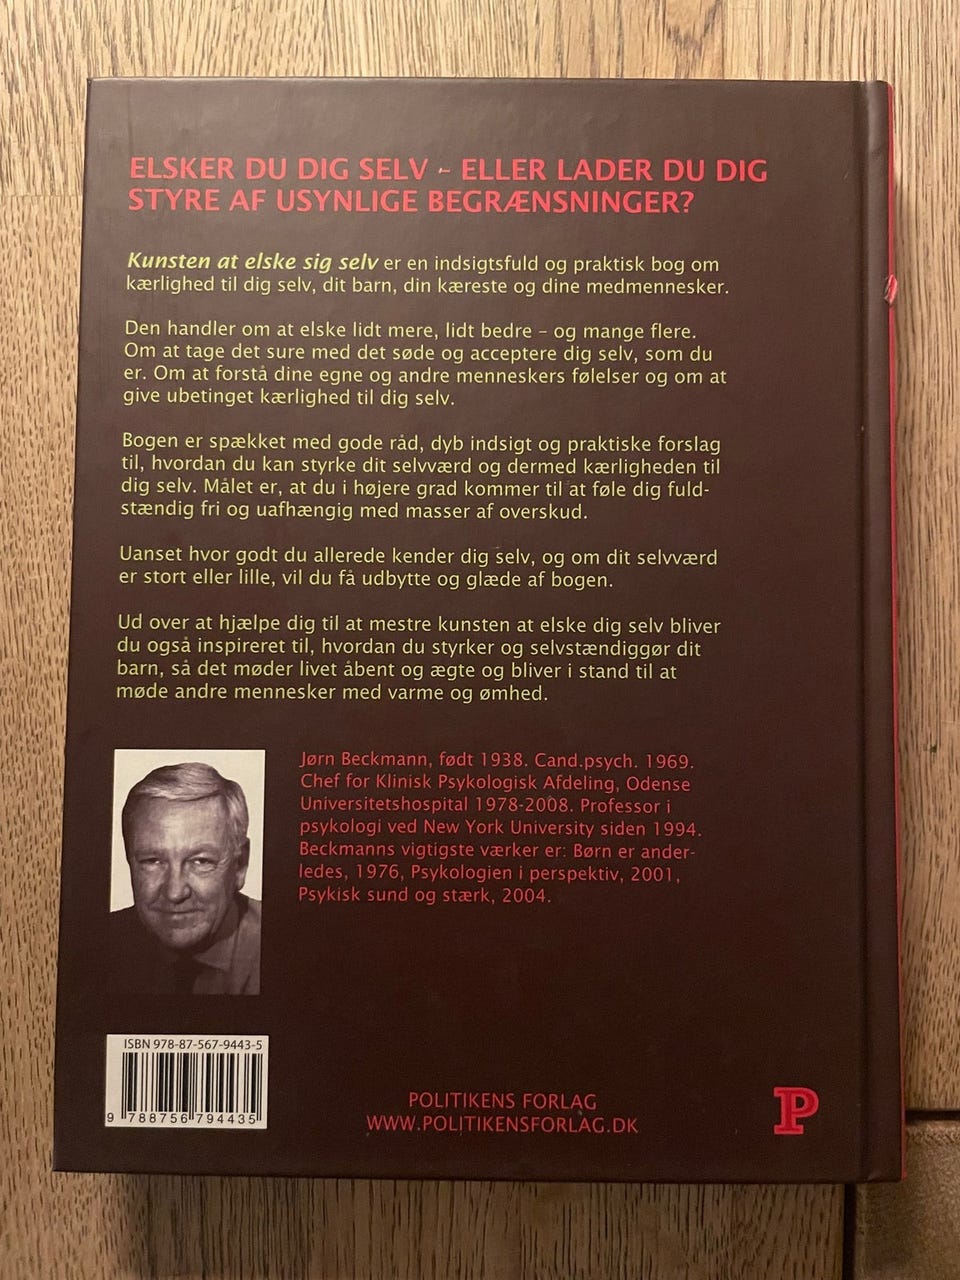 ELSKER DU DIG SELV - ELLER LADER DU DIG
STYRE AF USYNLIGE BEGRÆNSNINGER?
Kunsten at elske sig selv er en indsigtsfuld og praktisk bog om
kærlighed til dig selv, dit barn, din kæreste og dine medmennesker.
Den handler om at elske lidt mere, lidt bedre – og mange flere.
Om at tage det sure med det søde og acceptere dig selv, som du
er. Om at forstå dine egne og andre menneskers følelser og om at
give ubetinget kærlighed til dig selv.
Bogen er spækket med gode råd, dyb indsigt og praktiske forslag
til, hvordan du kan styrke dit selvværd og dermed kærligheden til
dig selv. Målet er, at du i højere grad kommer til at føle dig fuld-
stændig fri og uafhængig med masser af overskud.
Uanset hvor godt du allerede kender dig selv, og om dit selvværd
er stort eller lille, vil du få udbytte og glæde af bogen.
Ud over at hjælpe dig til at mestre kunsten at elske dig selv bliver
du også inspireret til, hvordan du styrker og selvstændiggør dit
barn, så det møder livet åbent og ægte og bliver i stand til at
møde andre mennesker med varme og ømhed.
Jørn Beckmann, født 1938. Cand.psych. 1969.
Chef for Klinisk Psykologisk Afdeling, Odense
Universitetshospital 1978-2008. Professor i
psykologi ved New York University siden 1994.
Beckmanns vigtigste værker er: Børn er ander-
ledes, 1976, Psykologien i perspektiv, 2001,
Psykisk sund og stærk, 2004.
ISBN 978-87-567-9443-5
9 788756 794435
POLITIKENS FORLAG
WWW.POLITIKENSFORLAG.DK
P